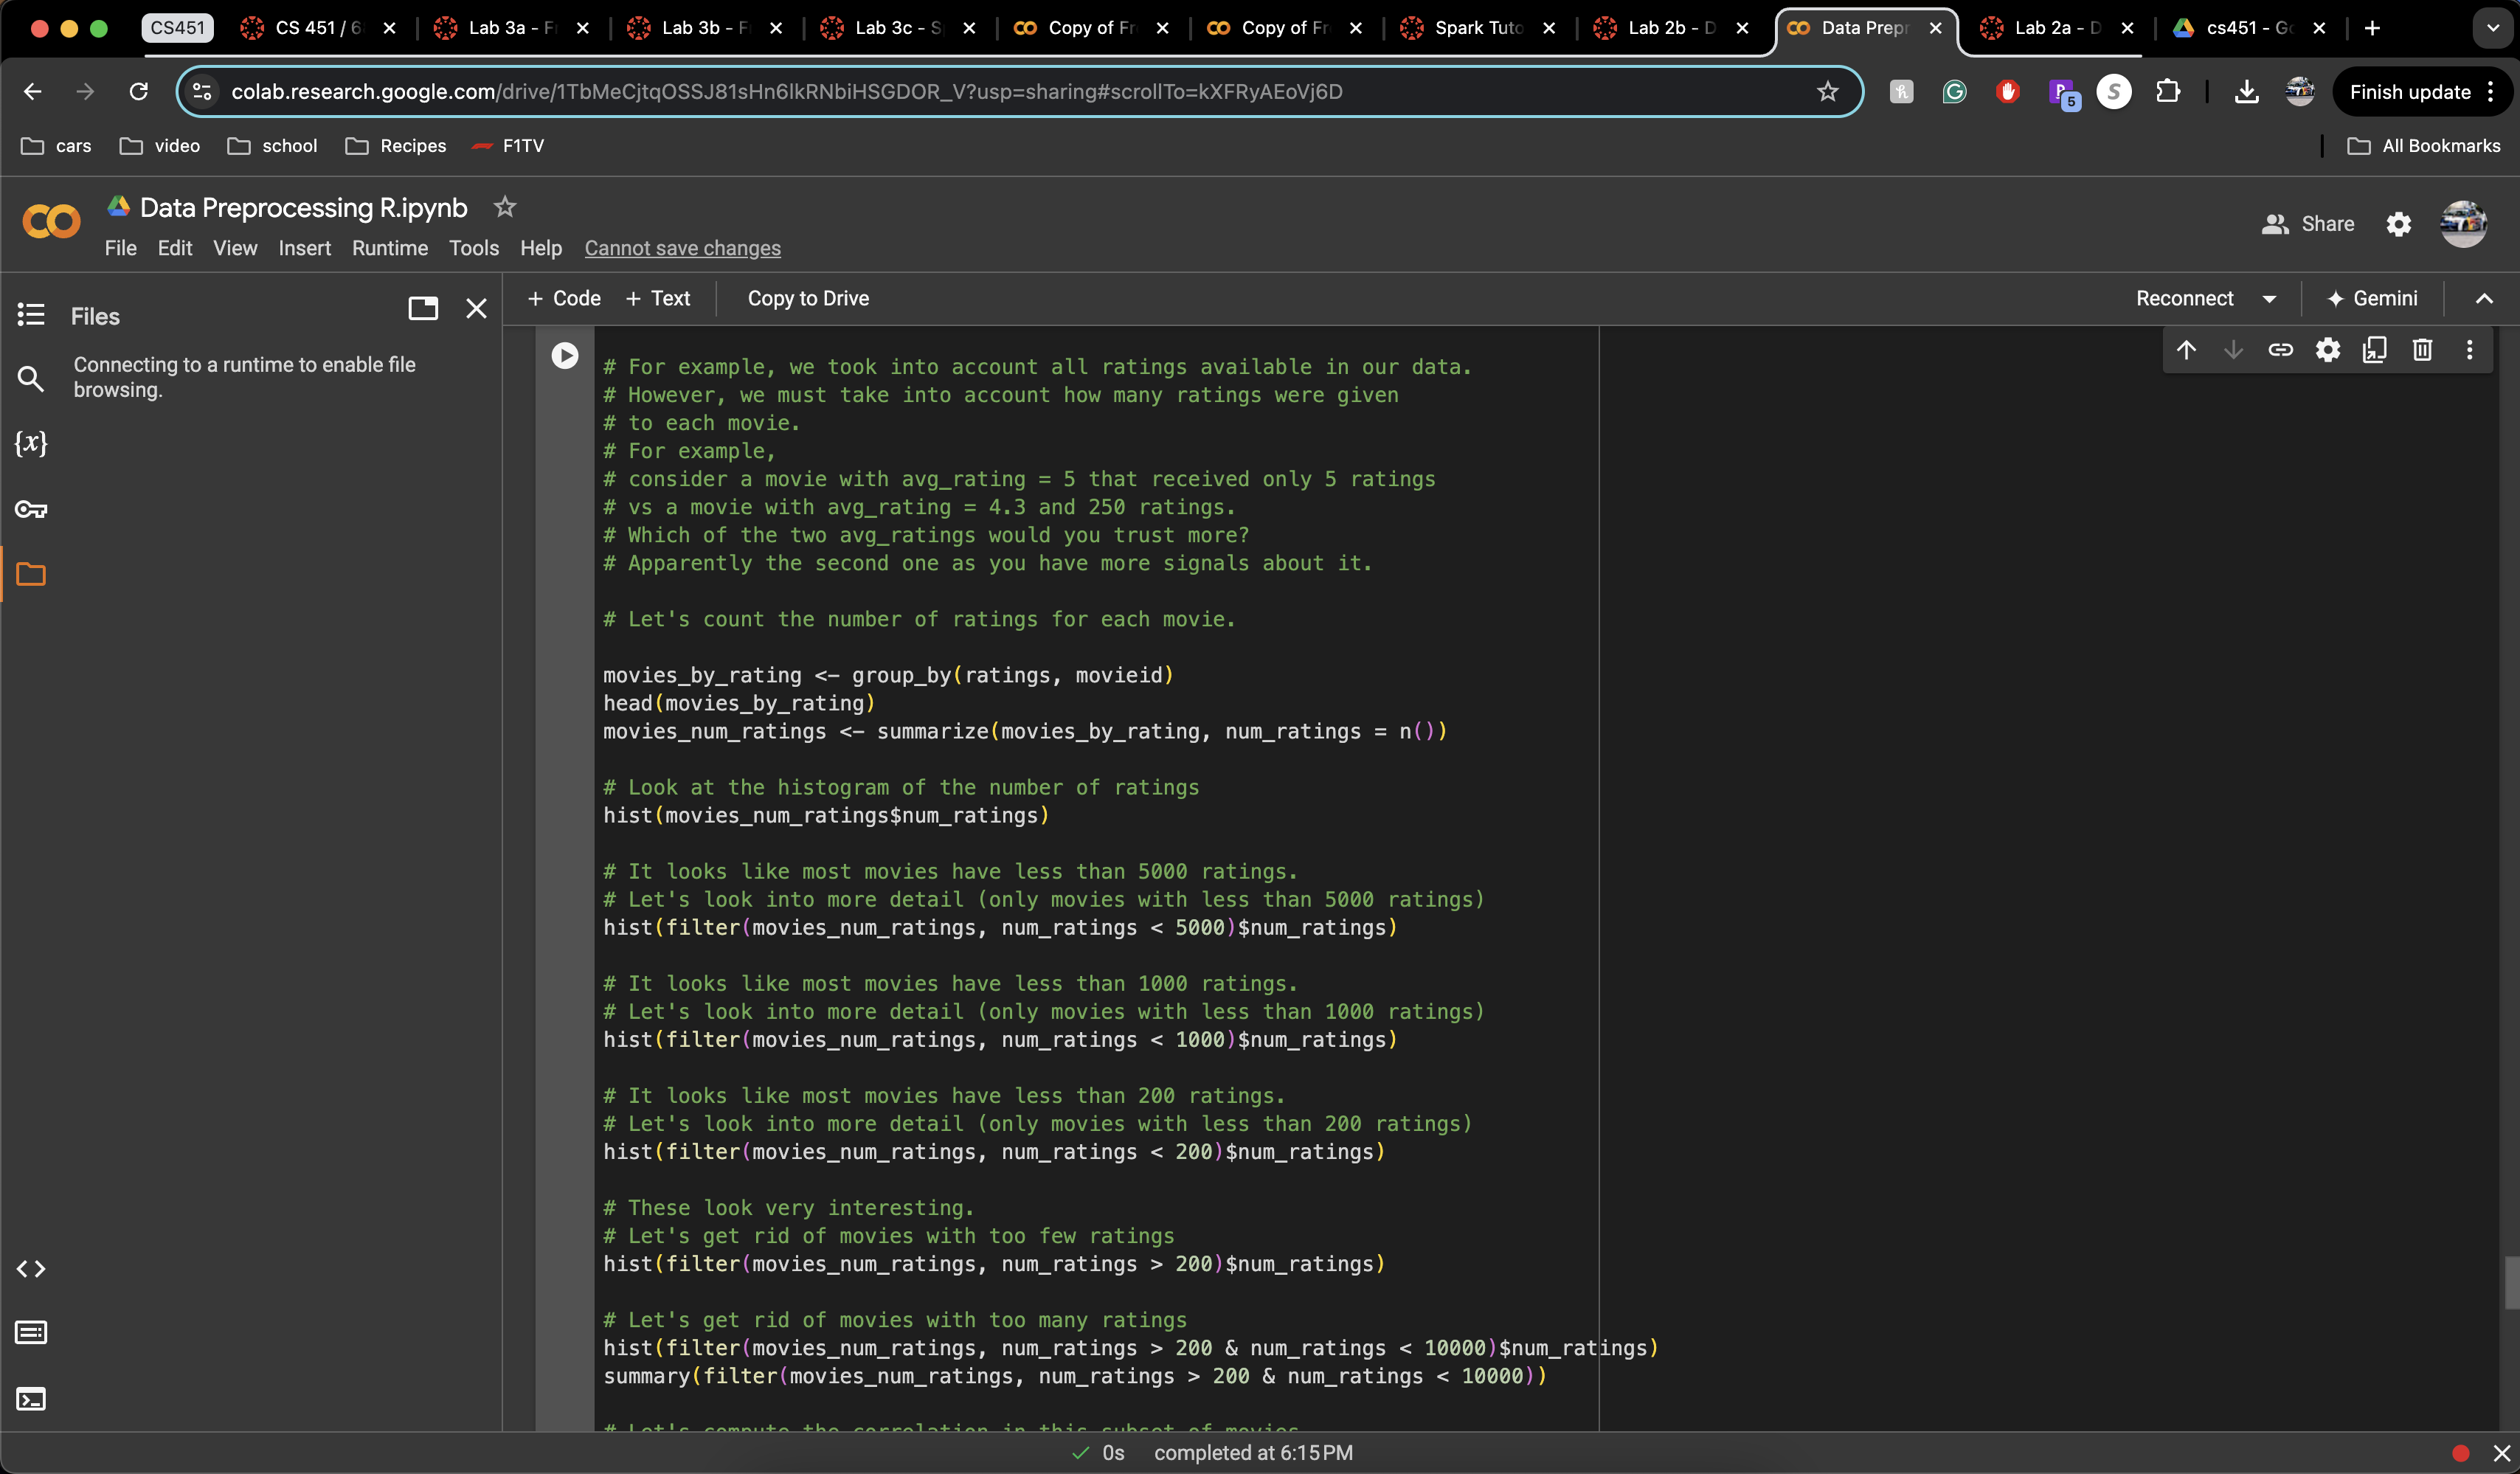 CS451
CS 451 / 6
Lab 3a - F
Lab 3b - F
Lab 3c - S
Copy of Fr
Copy of Fr
Spark Tuto
Lab 2b - D
Data Prepr
Lab 2a - D
cs451 - Go
colab.research.google.com/drive/1TbMeCjtqOSSJ81sHn6lkRNbiHSGDOR_V?usp=sharing#scrollTo=kXFRyAEoVj6D
5
S
Finish update
cars
video
school
Recipes
F1TV
All Bookmarks
Data Preprocessing R.ipynb
File Edit View Insert Runtime Tools Help Cannot save changes
Share
Files
+ Code + Text Copy to Drive
Reconnect
Gemini
Connecting to a runtime to enable file
browsing.
{x}
# For example, we took into account all ratings available in our data.
# However, we must take into account how many ratings were given
# to each movie.
# For example,
# consider a movie with avg_rating = 5 that received only 5 ratings
# vs a movie with avg_rating = 4.3 and 250 ratings.
# Which of the two avg_ratings would you trust more?
# Apparently the second one as you have more signals about it.
# Let's count the number of ratings for each movie.
movies_by_rating <- group_by(ratings, movieid)
head(movies_by_rating)
movies_num_ratings <- summarize(movies_by_rating, num_ratings = n())
# Look at the histogram of the number of ratings
hist(movies_num_ratings$num_ratings)
# It looks like most movies have less than 5000 ratings.
# Let's look into more detail (only movies with less than 5000 ratings)
hist(filter(movies_num_ratings, num_ratings < 5000)$num_ratings)
# It looks like most movies have less than 1000 ratings.
# Let's look into more detail (only movies with less than 1000 ratings)
hist(filter(movies_num_ratings, num_ratings < 1000)$num_ratings)
# It looks like most movies have less than 200 ratings.
# Let's look into more detail (only movies with less than 200 ratings)
hist(filter(movies_num_ratings, num_ratings < 200)$num_ratings)
# These look very interesting.
# Let's get rid of movies with too few ratings
hist(filter(movies_num_ratings, num_ratings > 200)$num_ratings)
# Let's get rid of movies with too many ratings
hist(filter(movies_num_ratings, num_ratings > 200 & num_ratings < 10000)$num_ratings)
summary(filter(movies_num_ratings, num_ratings > 200 & num_ratings < 10000))
# Let's compute the correlation in this subset of movies
0s completed at 6:15 PM